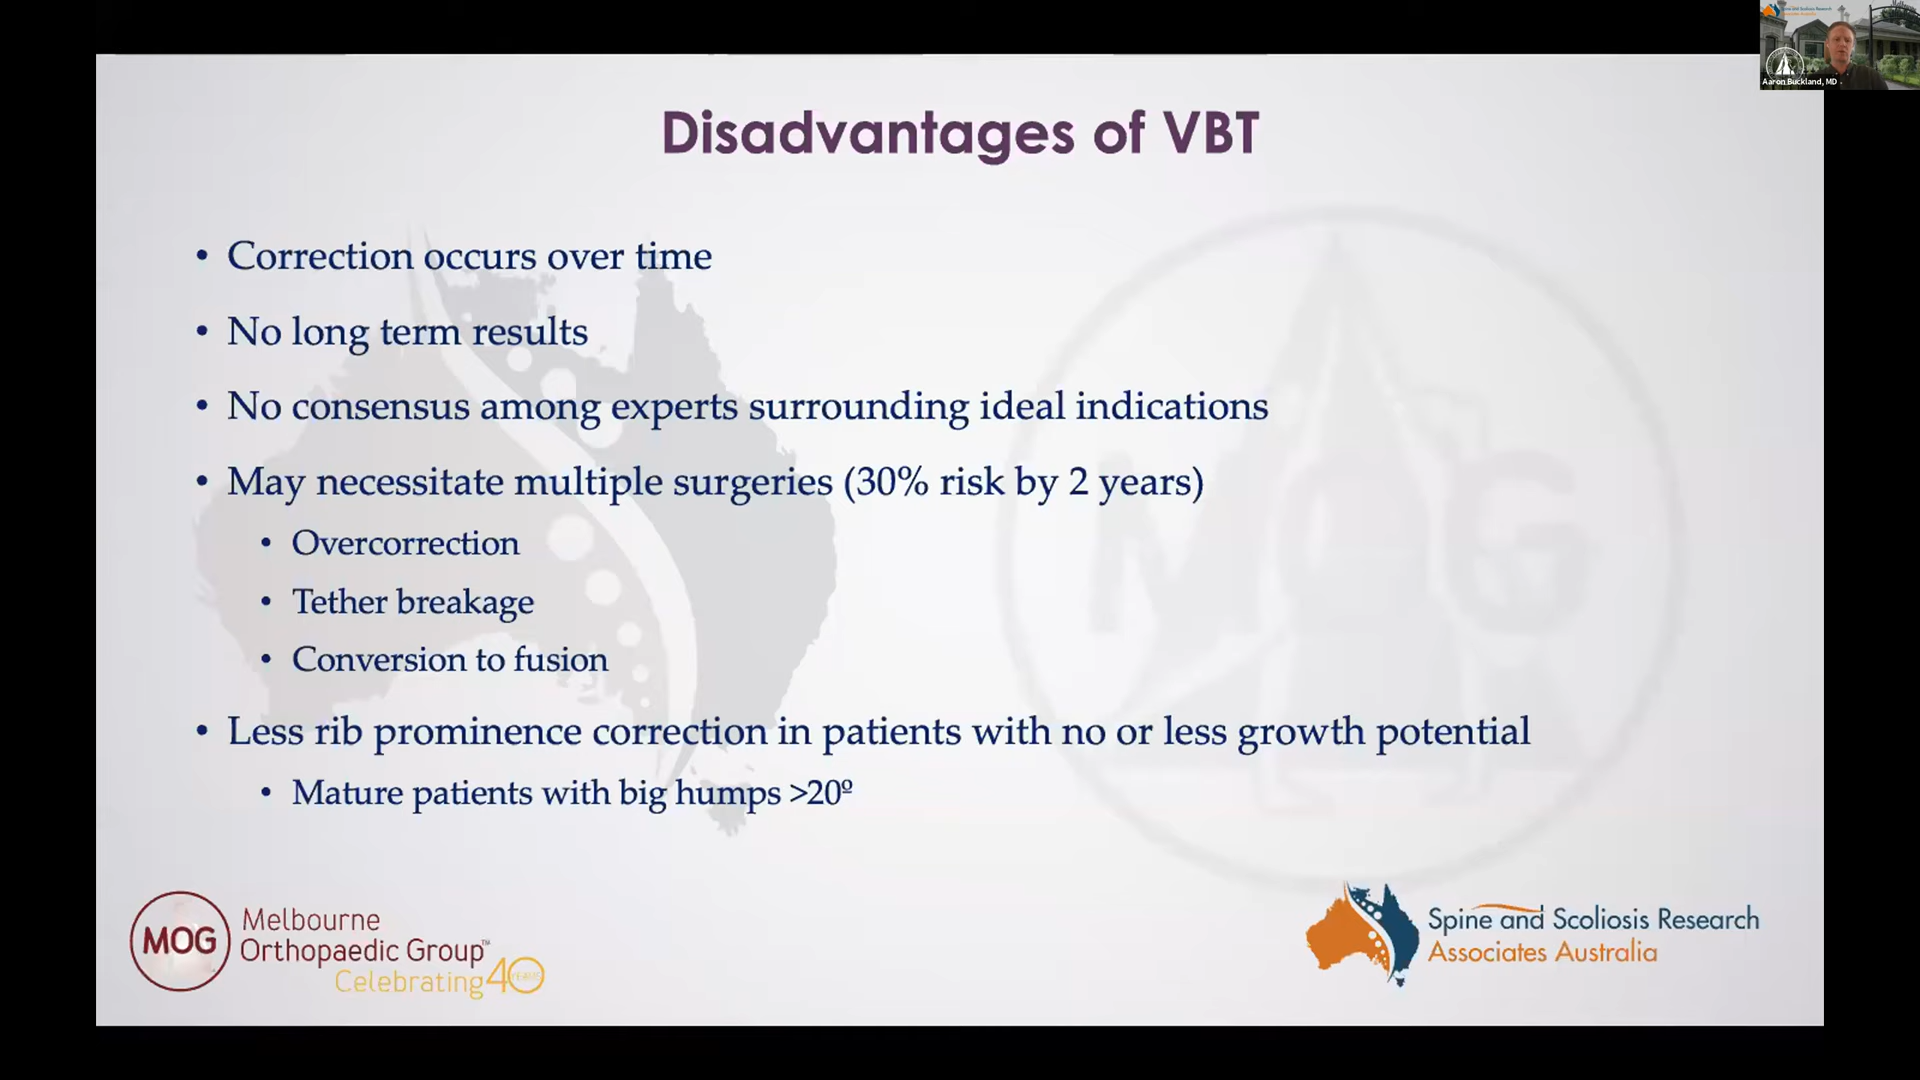 Aaron Buckland, MD
Disadvantages of VBT
• Correction occurs over time
• No long term results
• No consensus among experts surrounding ideal indications
• May necessitate multiple surgeries (30% risk by 2 years)
• Overcorrection
• Tether breakage
• Conversion to fusion
• Less rib prominence correction in patients with no or less growth potential
• Mature patients with big humps >20º
MOG
MOG
Melbourne
Orthopaedic Group™
Celebrating 40 YEARS
Spine and Scoliosis Research
Associates Australia